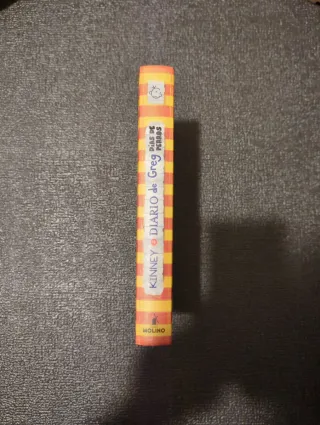 KINNEY DIARIO de Greg DÍAS DE
PERROS
MOLINO